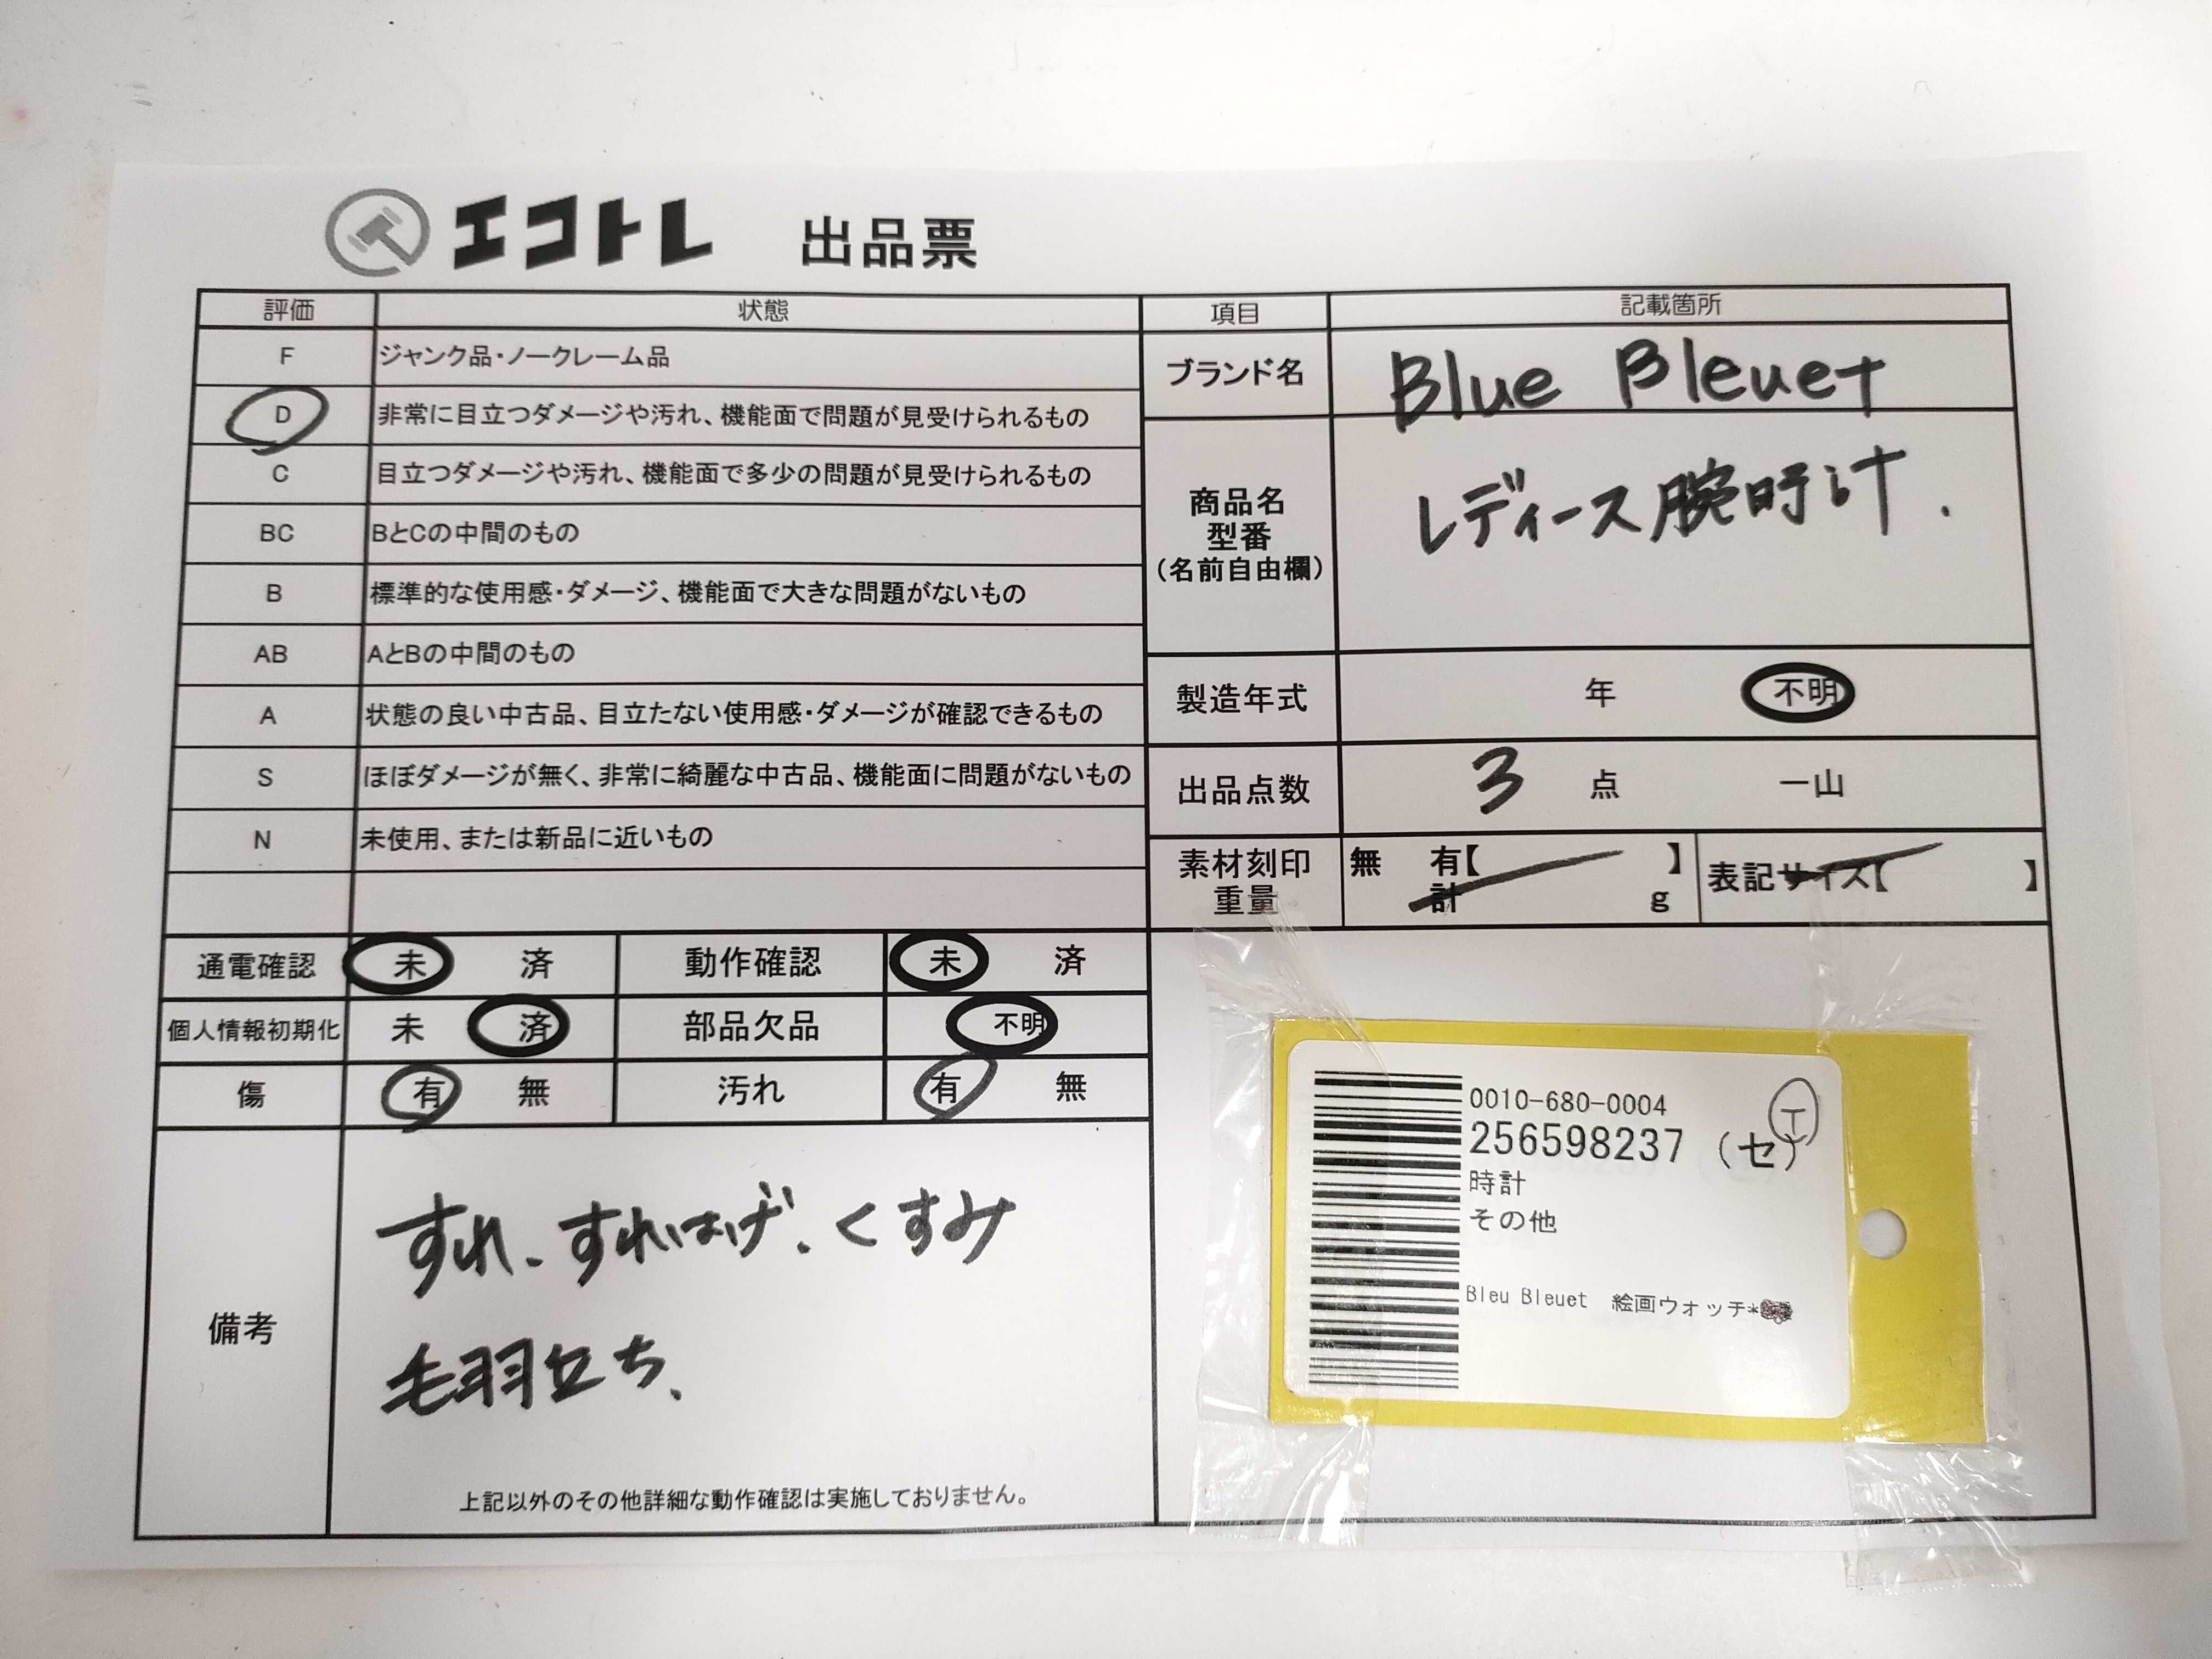 エコトレ 出品票
評価 状態
F ジャンク品・ノークレーム品
D 非常に目立つダメージや汚れ、機能面で問題が見受けられるもの
C 目立つダメージや汚れ、機能面で多少の問題が見受けられるもの
BC BとCの中間のもの
B 標準的な使用感・ダメージ、機能面で大きな問題がないもの
AB AとBの中間のもの
A 状態の良い中古品、目立たない使用感・ダメージが確認できるもの
S ほぼダメージが無く、非常に綺麗な中古品、機能面に問題がないもの
N 未使用、または新品に近いもの
項目 記載箇所
ブランド名 Blue Bleuet
商品名
型番
(名前自由欄)
レディース腕時計.
製造年式 年 不明
出品点数 3 点 一山
素材刻印 無 有【 】 表記サイズ【 】
重量 計 g
通電確認 未 済 動作確認 未 済
個人情報初期化 未 済 部品欠品 不明
傷 有 無 汚れ 有 無
備考
すれ、すれはげ、くすみ
毛羽立ち、
上記以外のその他詳細な動作確認は実施しておりません。
0010-680-0004
256598237 (セ)
エ
時計
その他
Bleu Bleuet 絵画ウォッチ*